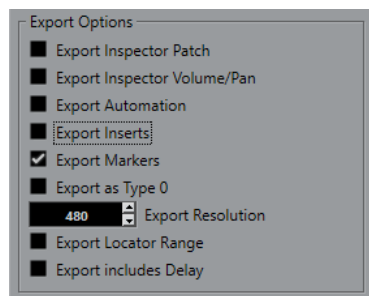 Export Options
Export Inspector Patch
Export Inspector Volume/Pan
Export Automation
Export Inserts
Export Markers
Export as Type 0
480 Export Resolution
Export Locator Range
Export includes Delay